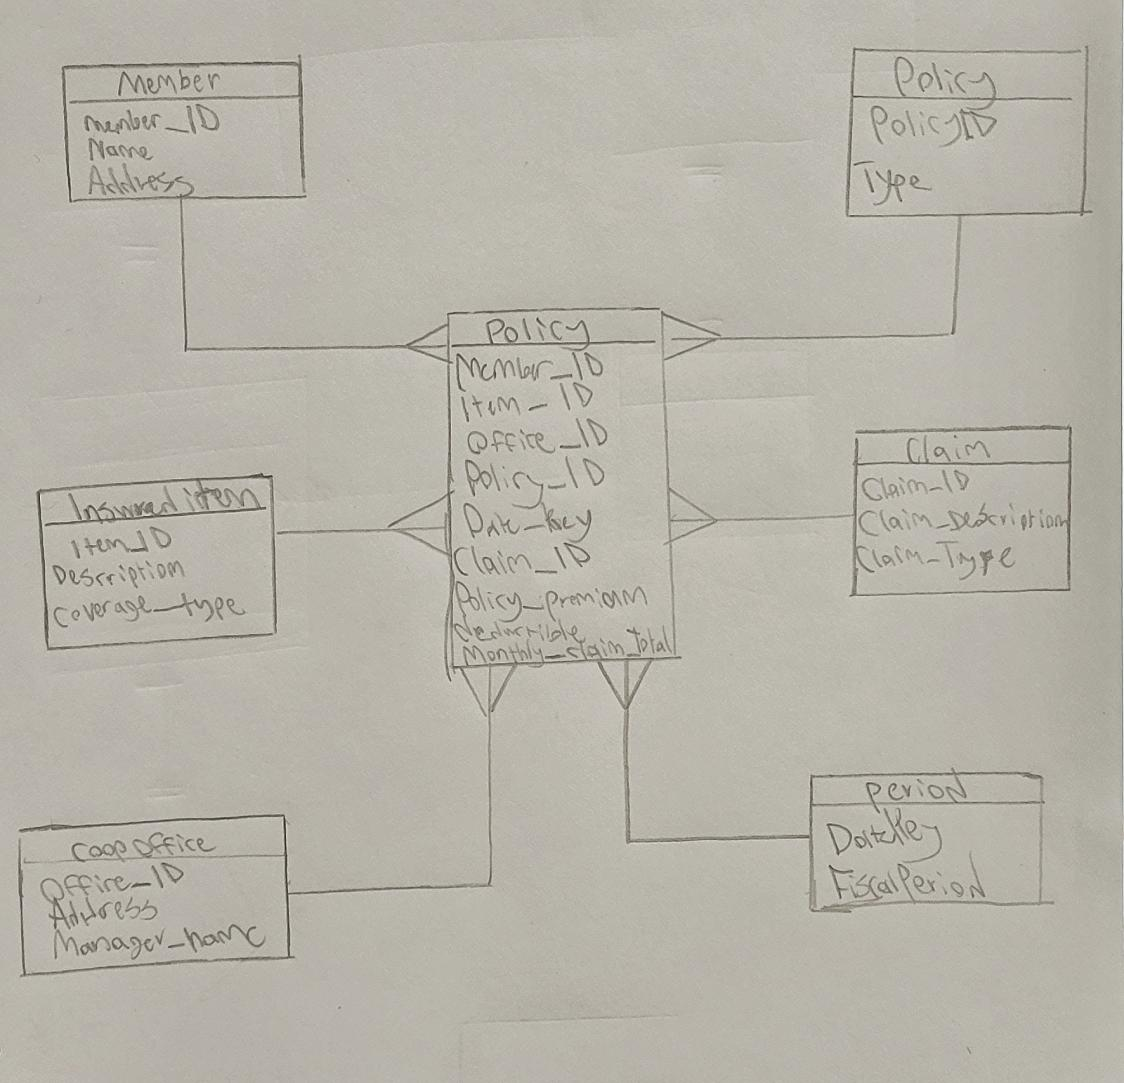 Member
member_ID
Name
Address
Policy
PolicyID
Type
Policy
Member_ID
Item_ID
Office_ID
Policy_ID
Date_key
Claim_ID
Policy_premium
deductible
Monthly_claim_total
Insured item
Item_ID
Description
Coverage_type
Claim
Claim_ID
Claim_Description
Claim_Type
Coop office
Office_ID
Address
Manager_name
Period
DateKey
FiscalPeriod